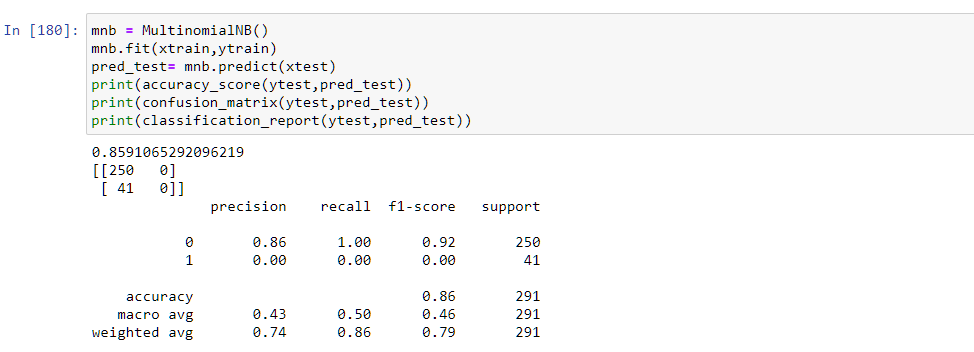 In [180]: mnb = MultinomialNB()
mnb.fit(xtrain,ytrain)
pred_test= mnb.predict(xtest)
print(accuracy_score(ytest,pred_test))
print(confusion_matrix(ytest,pred_test))
print(classification_report(ytest,pred_test))
0.8591065292096219
[[250   0]
 [ 41   0]]
              precision    recall  f1-score   support
           0       0.86      1.00      0.92       250
           1       0.00      0.00      0.00        41
    accuracy                           0.86       291
   macro avg       0.43      0.50      0.46       291
weighted avg       0.74      0.86      0.79       291